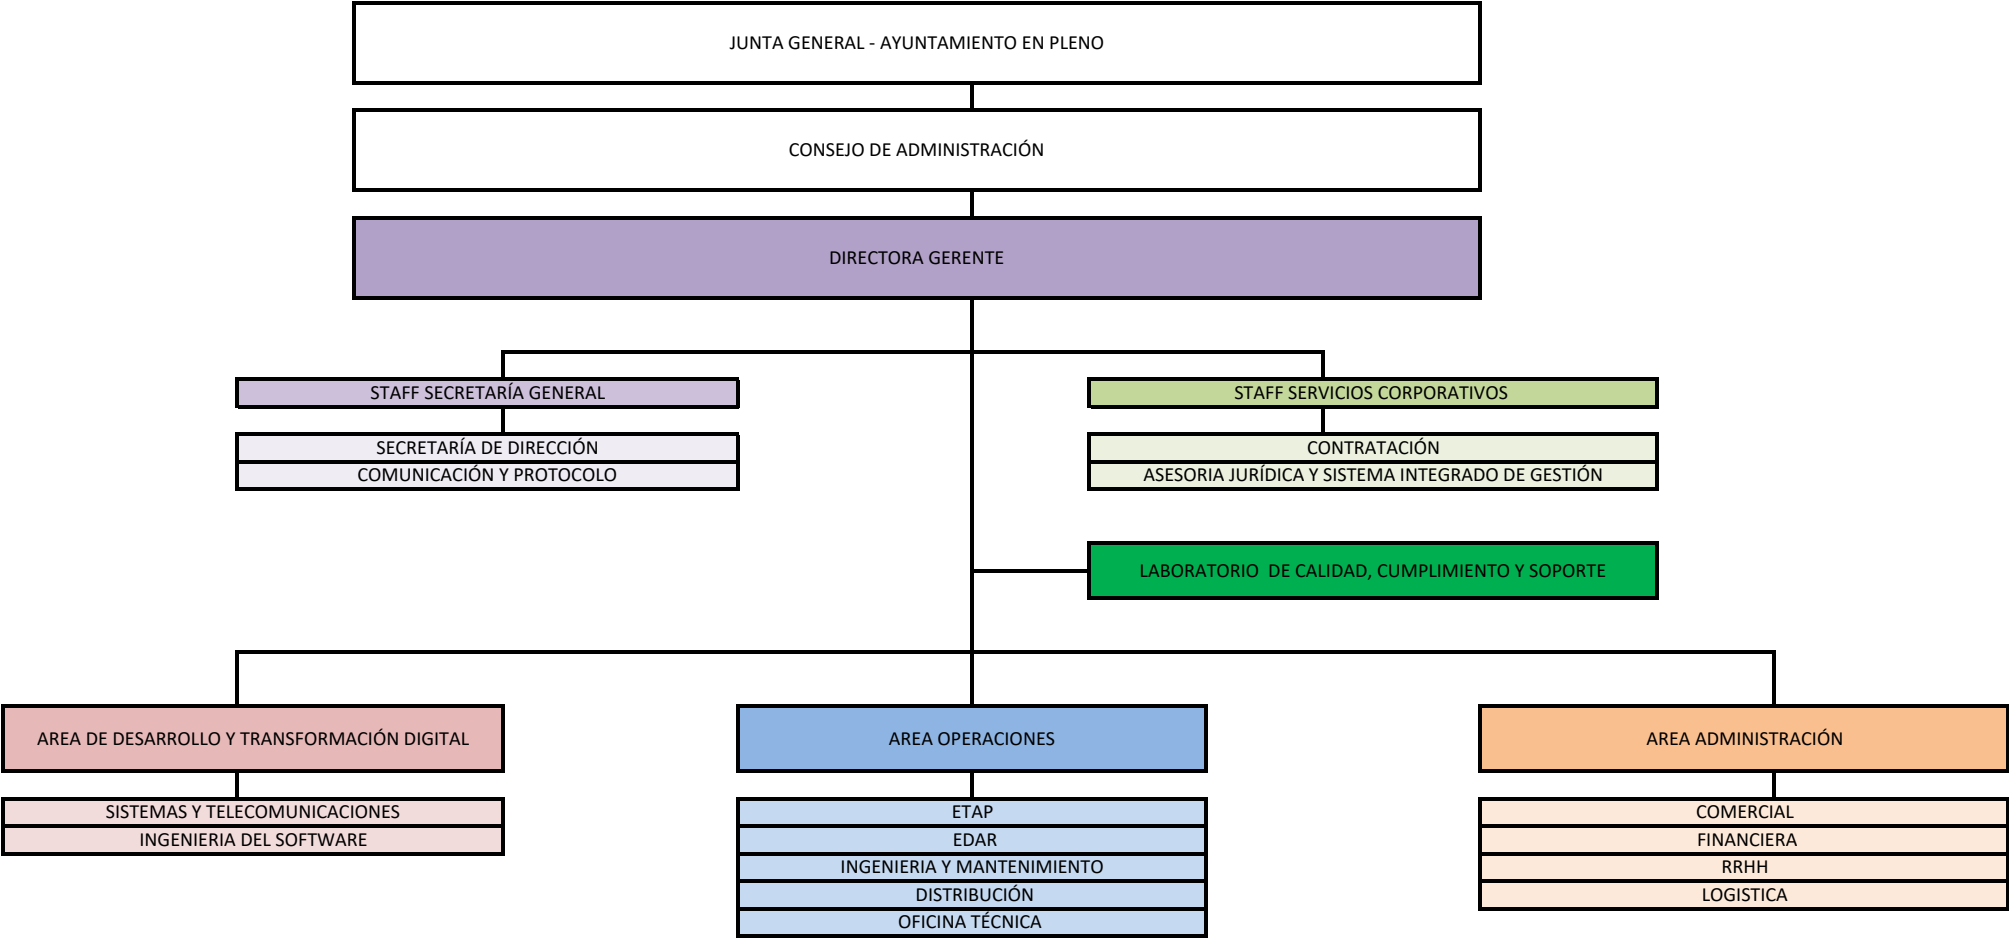 JUNTA GENERAL - AYUNTAMIENTO EN PLENO
CONSEJO DE ADMINISTRACIÓN
DIRECTORA GERENTE
STAFF SECRETARÍA GENERAL
SECRETARÍA DE DIRECCIÓN
COMUNICACIÓN Y PROTOCOLO
STAFF SERVICIOS CORPORATIVOS
CONTRATACIÓN
ASESORIA JURÍDICA Y SISTEMA INTEGRADO DE GESTIÓN
LABORATORIO DE CALIDAD, CUMPLIMIENTO Y SOPORTE
AREA DE DESARROLLO Y TRANSFORMACIÓN DIGITAL
SISTEMAS Y TELECOMUNICACIONES
INGENIERIA DEL SOFTWARE
AREA OPERACIONES
ETAP
EDAR
INGENIERIA Y MANTENIMIENTO
DISTRIBUCIÓN
OFICINA TÉCNICA
AREA ADMINISTRACIÓN
COMERCIAL
FINANCIERA
RRHH
LOGISTICA